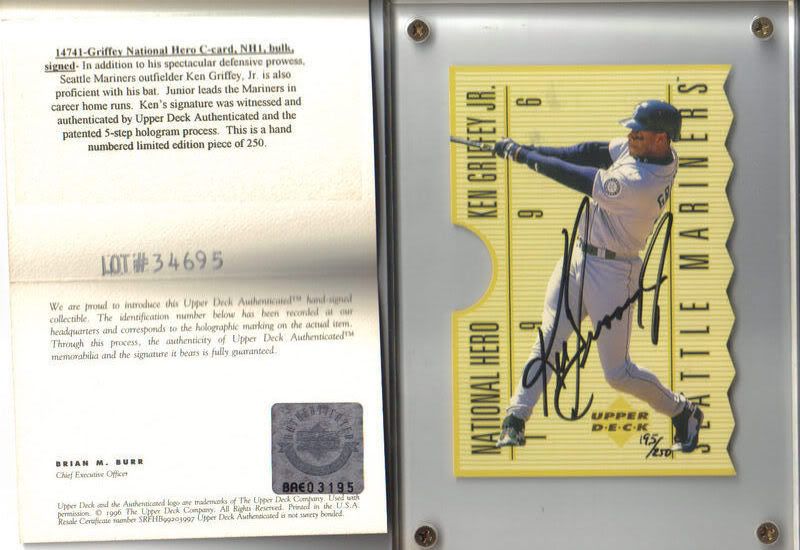 14741-Griffey National Hero C-card, NH1, bulk,
signed- In addition to his spectacular defensive prowess,
Seattle Mariners outfielder Ken Griffey, Jr. is also
proficient with his bat. Junior leads the Mariners in
career home runs. Ken's signature was witnessed and
authenticated by Upper Deck Authenticated and the
patented 5-step hologram process. This is a hand
numbered limited edition piece of 250.
LOT# 34695
We are proud to introduce this Upper Deck Authenticated™ hand-signed
collectible. The identification number below has been recorded at our
headquarters and corresponds to the holographic marking on the actual item.
Through this process, the authenticity of Upper Deck Authenticated™
memorabilia and the signature it bears is fully guaranteed.
BRIAN M. BURR
Chief Executive Officer
AUTHENTICATED
BAE03195
Upper Deck and the Authenticated logo are trademarks of The Upper Deck Company. Used with
permission. © 1996 The Upper Deck Company. All Rights Reserved. Printed in the U.S.A.
Resale Certificate number SRFHB99203997 Upper Deck Authenticated is not surety bonded.
NATIONAL HERO KEN GRIFFEY JR.
1 9 9 6
SEATTLE MARINERS™
UPPER
DECK
195/250